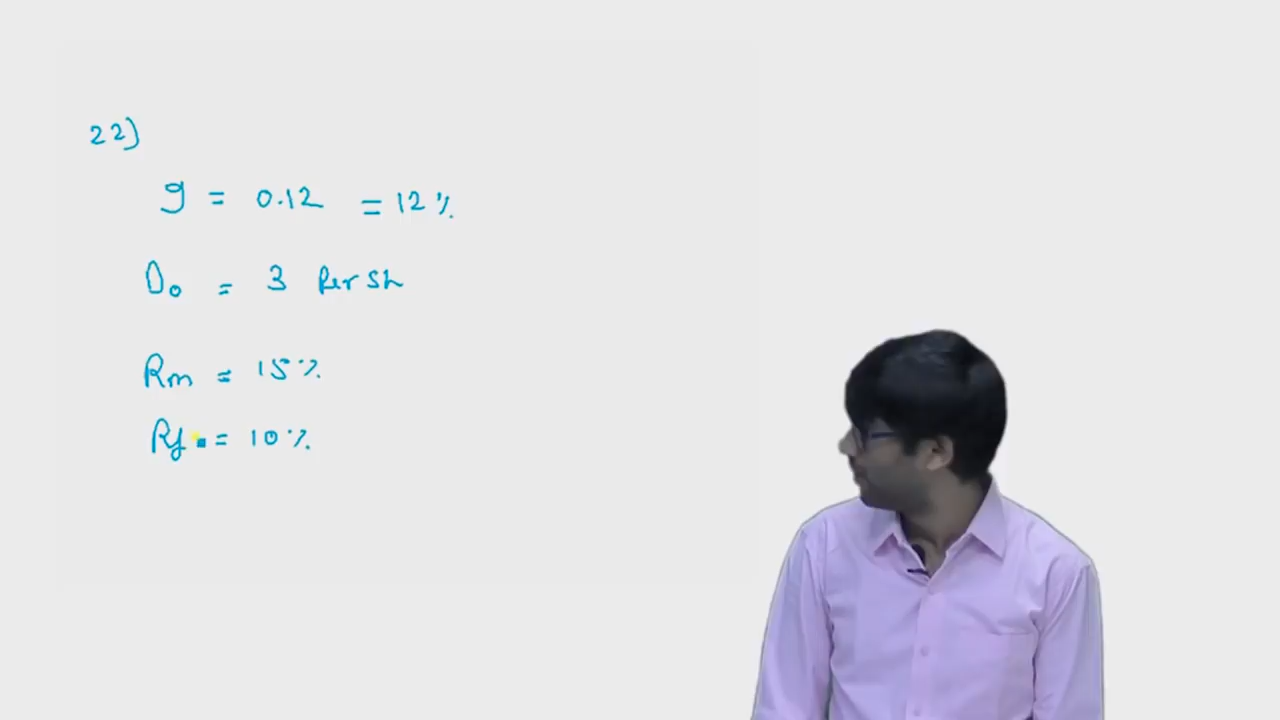 22)
g = 0.12 = 12%
D₀ = 3 Per Sh
Rm = 15%
Rf = 10%